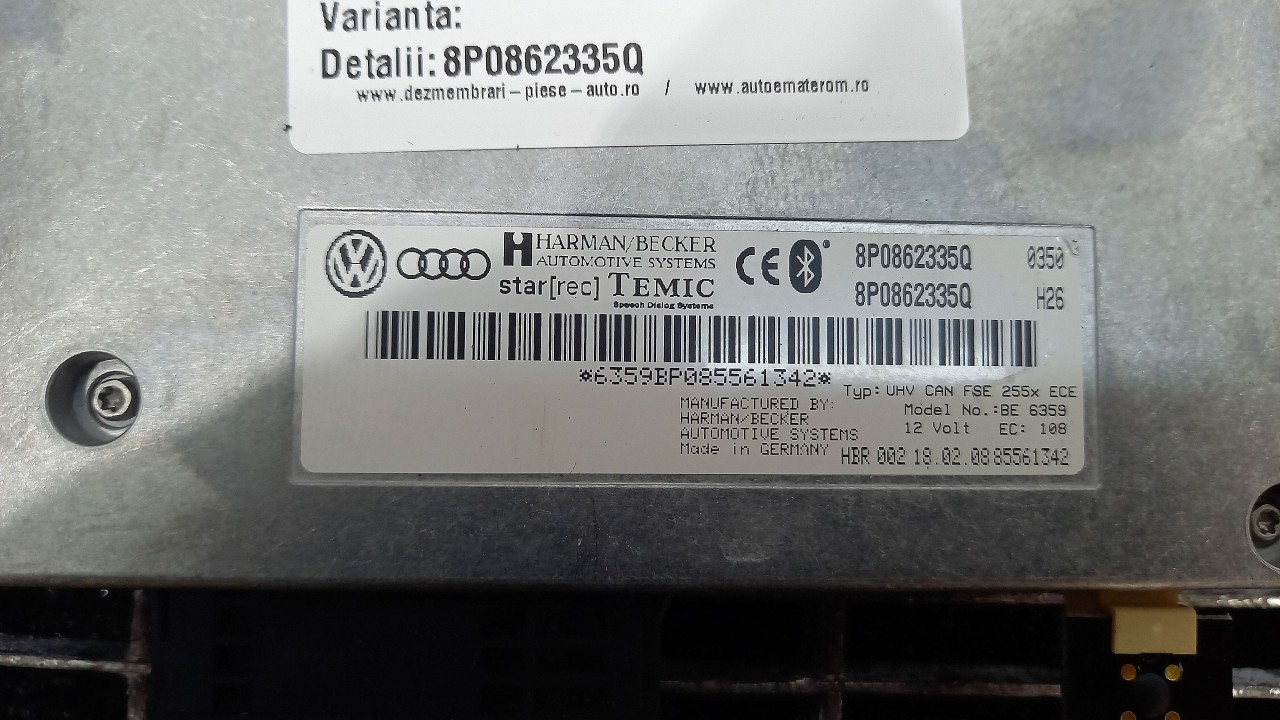 Varianta:
Detalii: 8P0862335Q
www.dezmembrari-piese-auto.ro / www.autoematerom.ro
HARMAN/BECKER
AUTOMOTIVE SYSTEMS
star[rec] TEMIC
Speech Dialog Systems
CE
8P0862335Q 0350
8P0862335Q H26
*6359BP085561342*
Typ: UHV CAN FSE 255x ECE
Model No.: BE 6359
12 Volt EC: 108
MANUFACTURED BY:
HARMAN/BECKER
AUTOMOTIVE SYSTEMS
Made in GERMANY
HBR 002 18.02.08 85561342